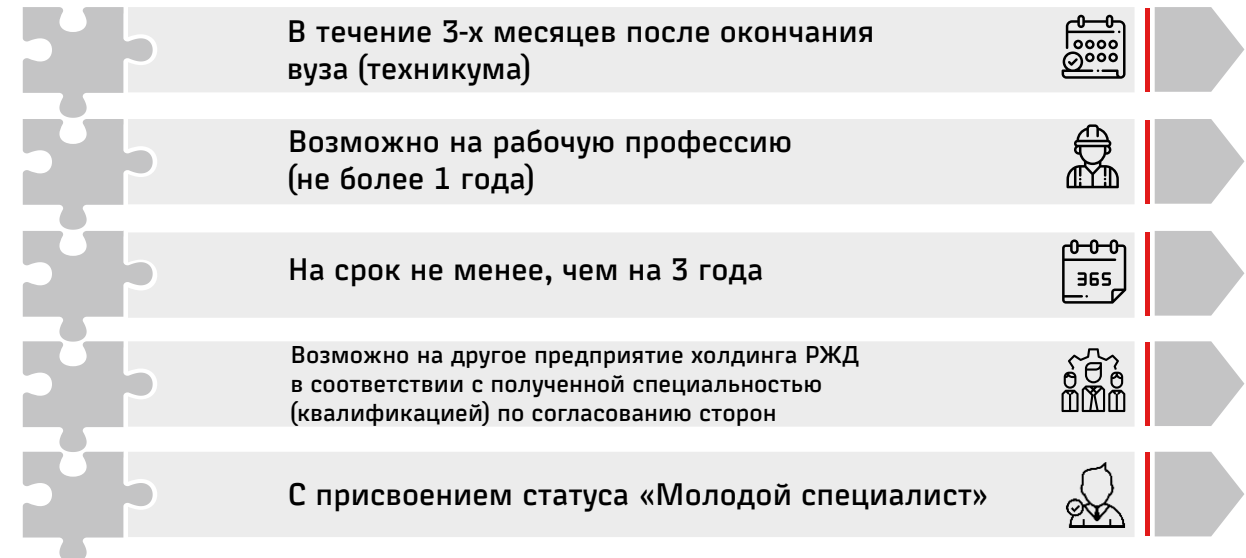 В течение 3-х месяцев после окончания
вуза (техникума)
Возможно на рабочую профессию
(не более 1 года)
На срок не менее, чем на 3 года
365
Возможно на другое предприятие холдинга РЖД
в соответствии с полученной специальностью
(квалификацией) по согласованию сторон
С присвоением статуса «Молодой специалист»